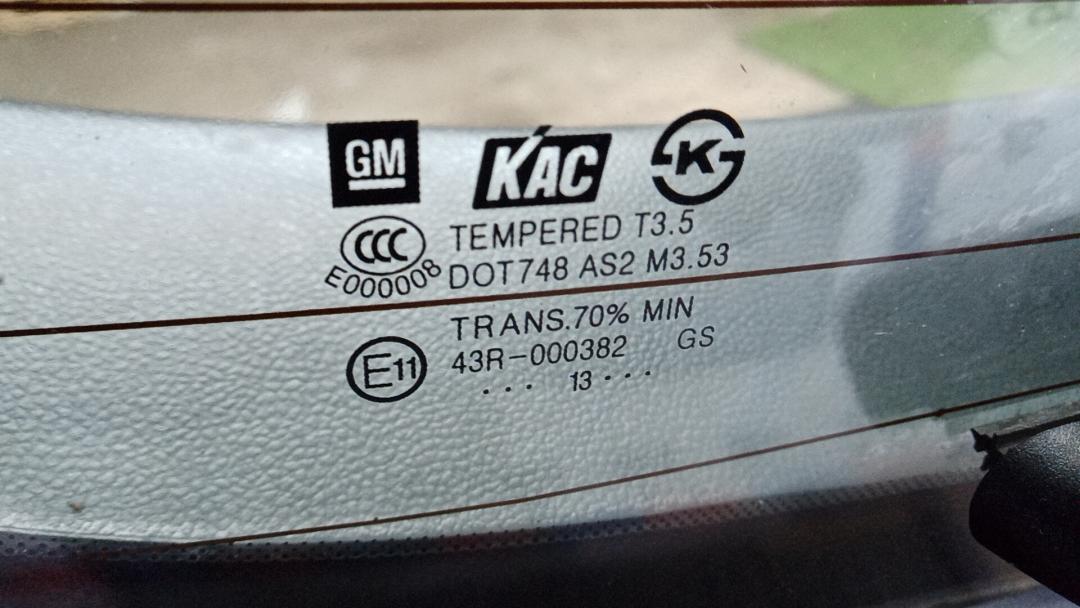 GM KAC K
CCC TEMPERED T3.5
E000008 DOT748 AS2 M3.53
TRANS.70% MIN
E11 43R-000382 GS
. . . 13 . . .